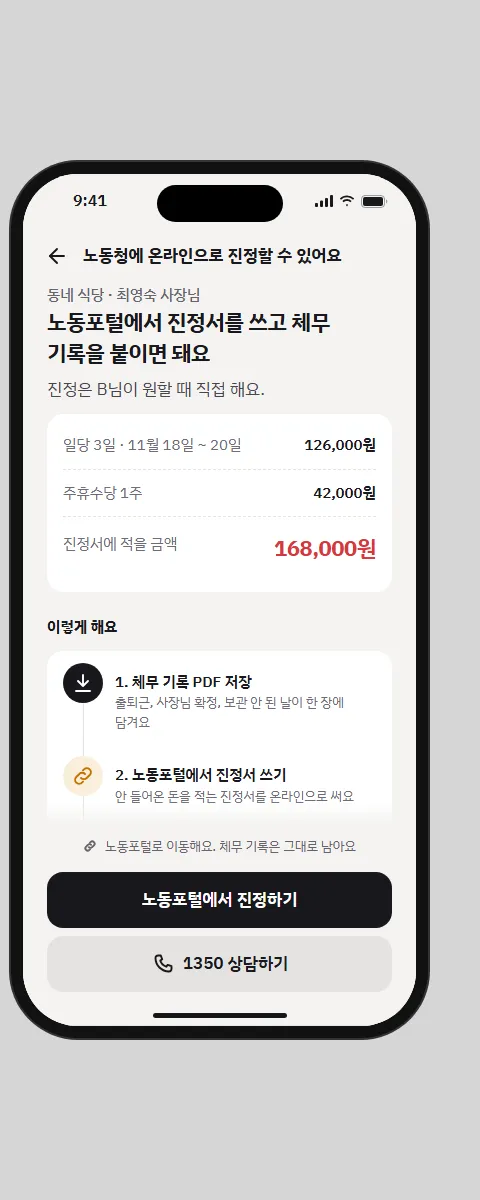 9:41
노동청에 온라인으로 진정할 수 있어요
동네 식당 · 최영숙 사장님
노동포털에서 진정서를 쓰고 체무
기록을 붙이면 돼요
진정은 B님이 원할 때 직접 해요.
일당 3일 · 11월 18일 ~ 20일 126,000원
주휴수당 1주 42,000원
진정서에 적을 금액 168,000원
이렇게 해요
1. 체무 기록 PDF 저장
출퇴근, 사장님 확정, 보관 안 된 날이 한 장에
담겨요
2. 노동포털에서 진정서 쓰기
안 들어온 돈을 적는 진정서를 온라인으로 써요
노동포털로 이동해요. 체무 기록은 그대로 남아요
노동포털에서 진정하기
1350 상담하기